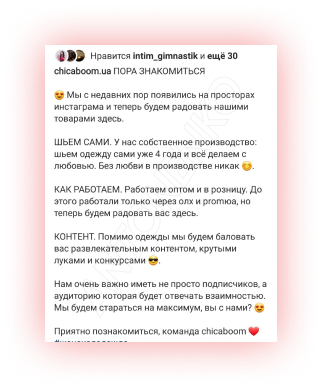 Нравится intim_gimnastik и ещё 30
chicaboom.ua ПОРА ЗНАКОМИТЬСЯ
😍 Мы с недавних пор появились на просторах
инстаграма и теперь будем радовать нашими
товарами здесь.
ШЬЕМ САМИ. У нас собственное производство:
шьем одежду сами уже 4 года и всё делаем с
любовью. Без любви в производстве никак 😊.
КАК РАБОТАЕМ. Работаем оптом и в розницу. До
этого работали только через олх и promua, но
теперь будем радовать вас здесь.
КОНТЕНТ. Помимо одежды мы будем баловать
вас развлекательным контентом, крутыми
луками и конкурсами 😎.
Нам очень важно иметь не просто подписчиков, а
аудиторию которая будет отвечать взаимностью.
Мы будем стараться на максимум, вы с нами? 😍
Приятно познакомиться, команда chicaboom ❤️